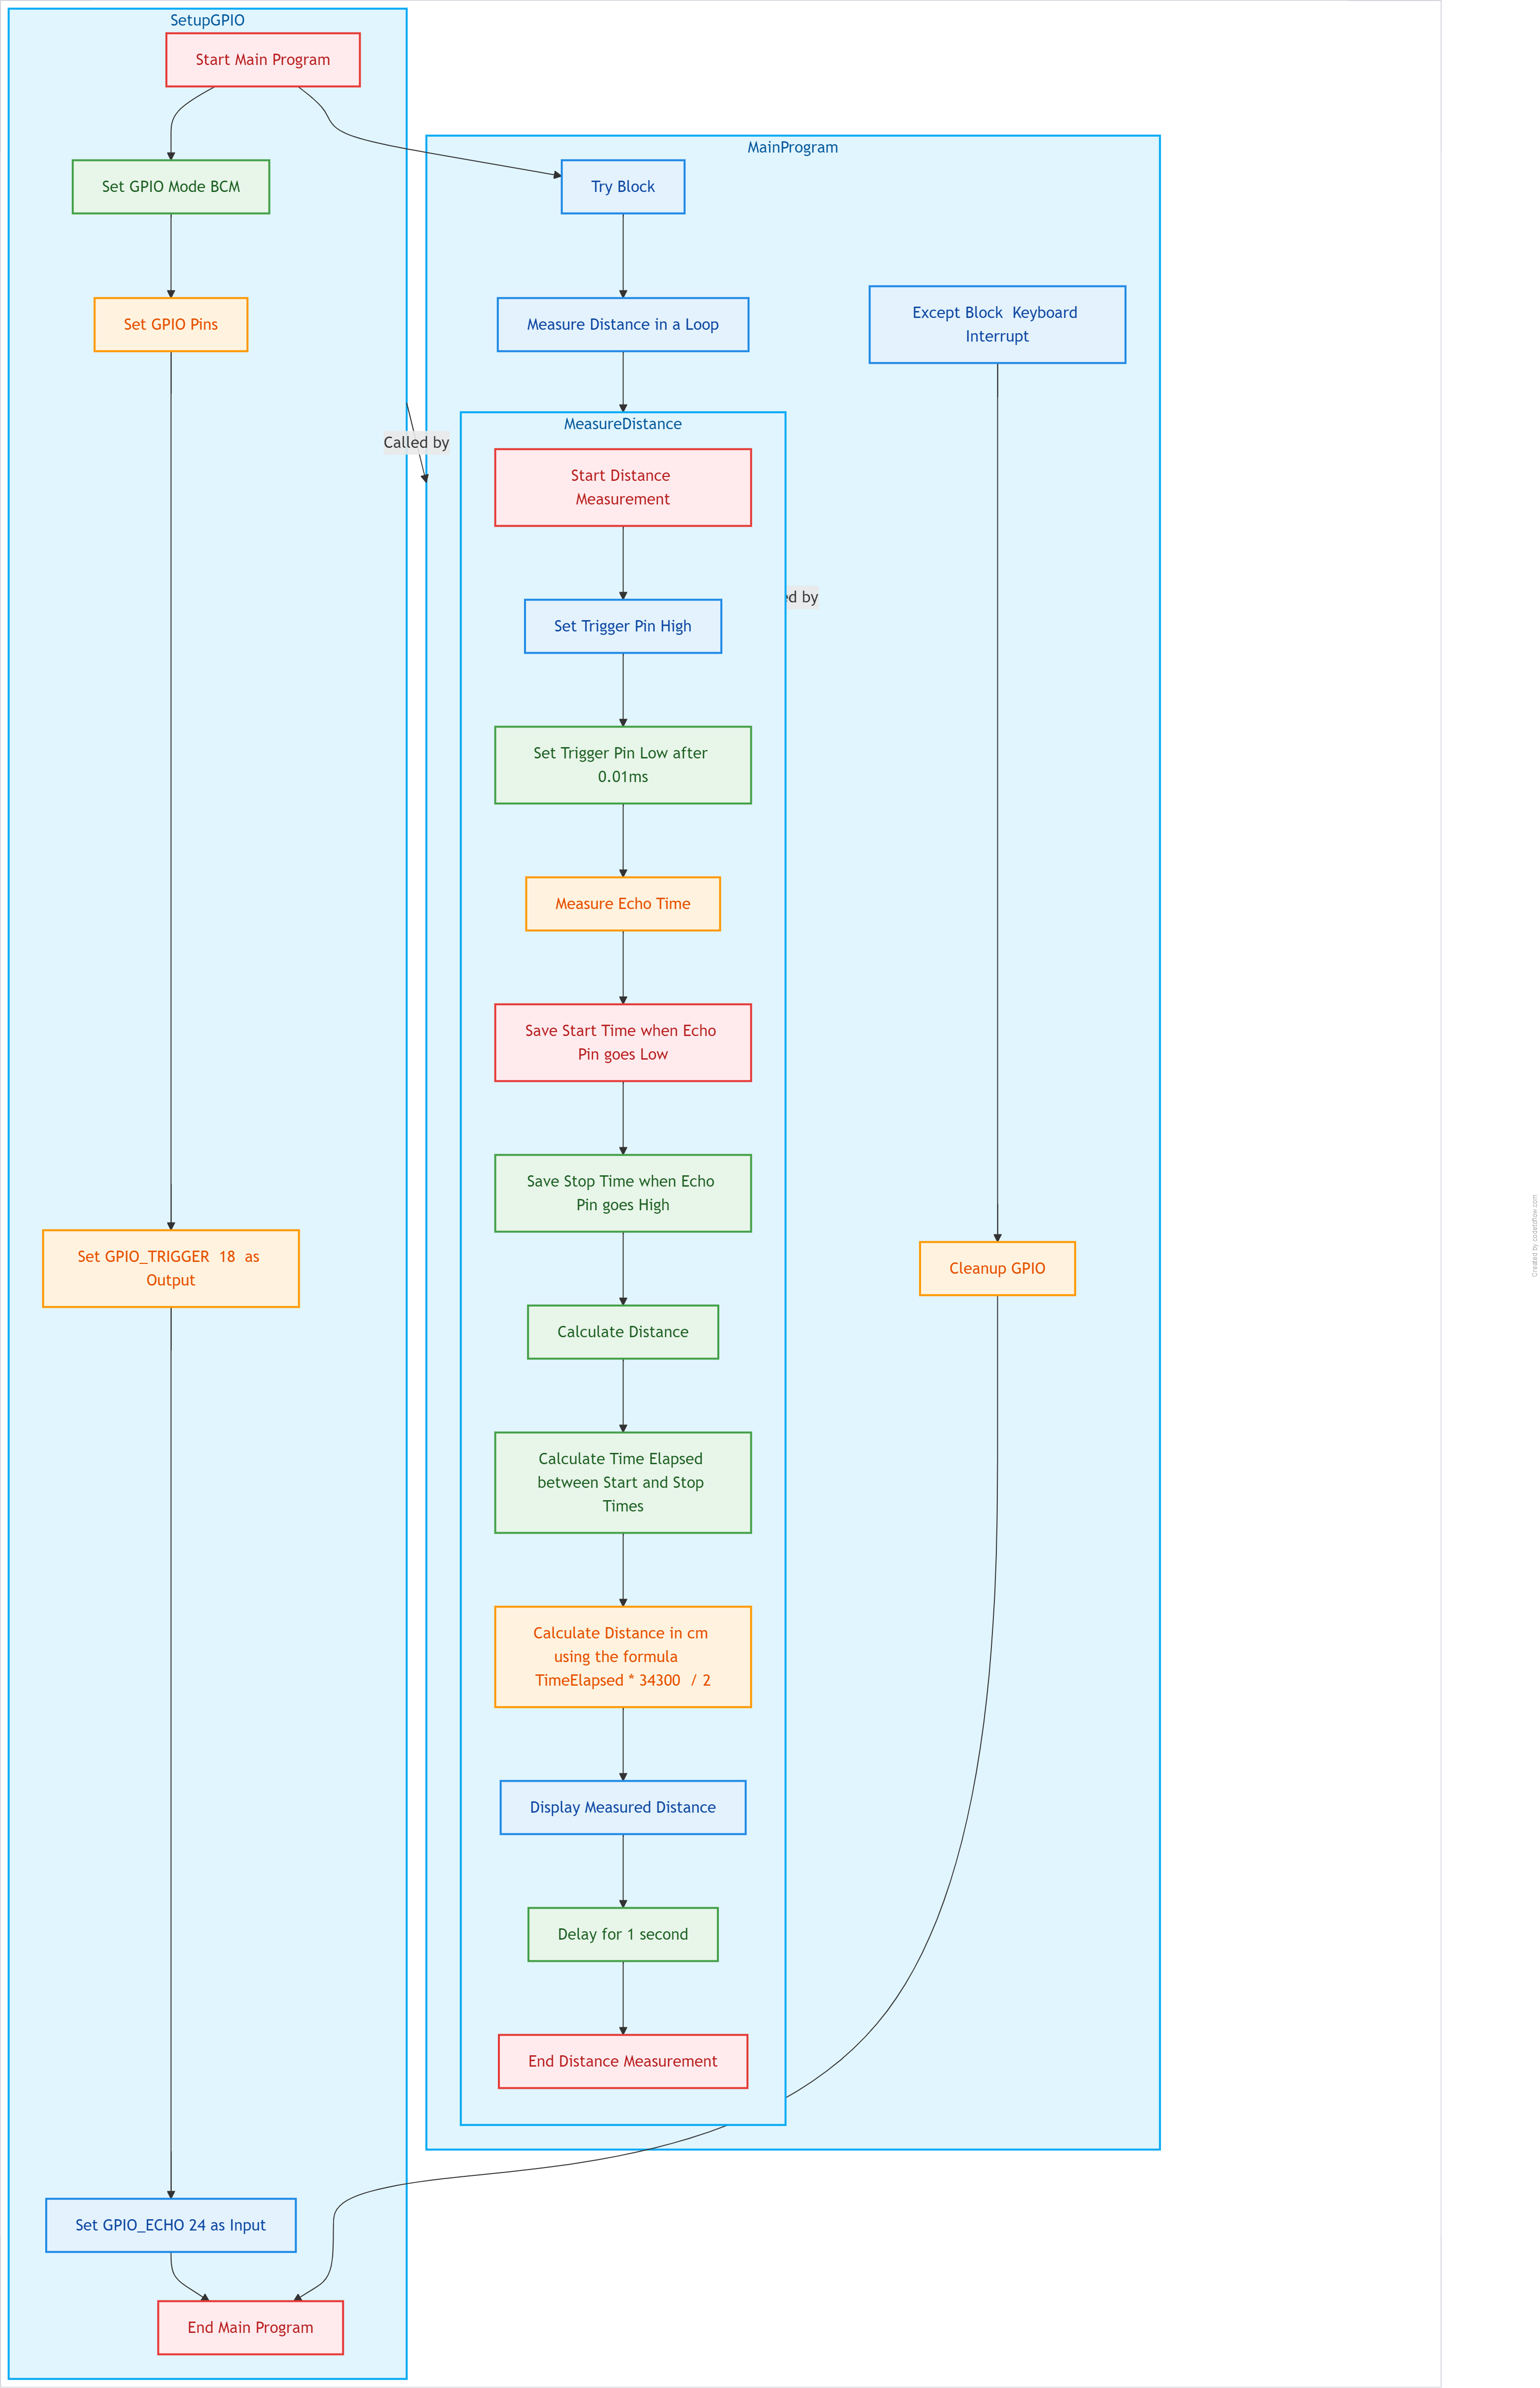 SetupGPIO
Start Main Program
MainProgram
Set GPIO Mode BCM
Try Block
Set GPIO Pins
Measure Distance in a Loop
Except Block  Keyboard
Interrupt
Called by
MeasureDistance
Start Distance
Measurement
ed by
Set Trigger Pin High
Set Trigger Pin Low after
0.01ms
Measure Echo Time
Save Start Time when Echo
Pin goes Low
Save Stop Time when Echo
Pin goes High
Set GPIO_TRIGGER  18  as
Output
Cleanup GPIO
Calculate Distance
Calculate Time Elapsed
between Start and Stop
Times
Calculate Distance in cm
using the formula
TimeElapsed * 34300  / 2
Display Measured Distance
Delay for 1 second
End Distance Measurement
Set GPIO_ECHO 24 as Input
End Main Program
Created by codetoflow.com